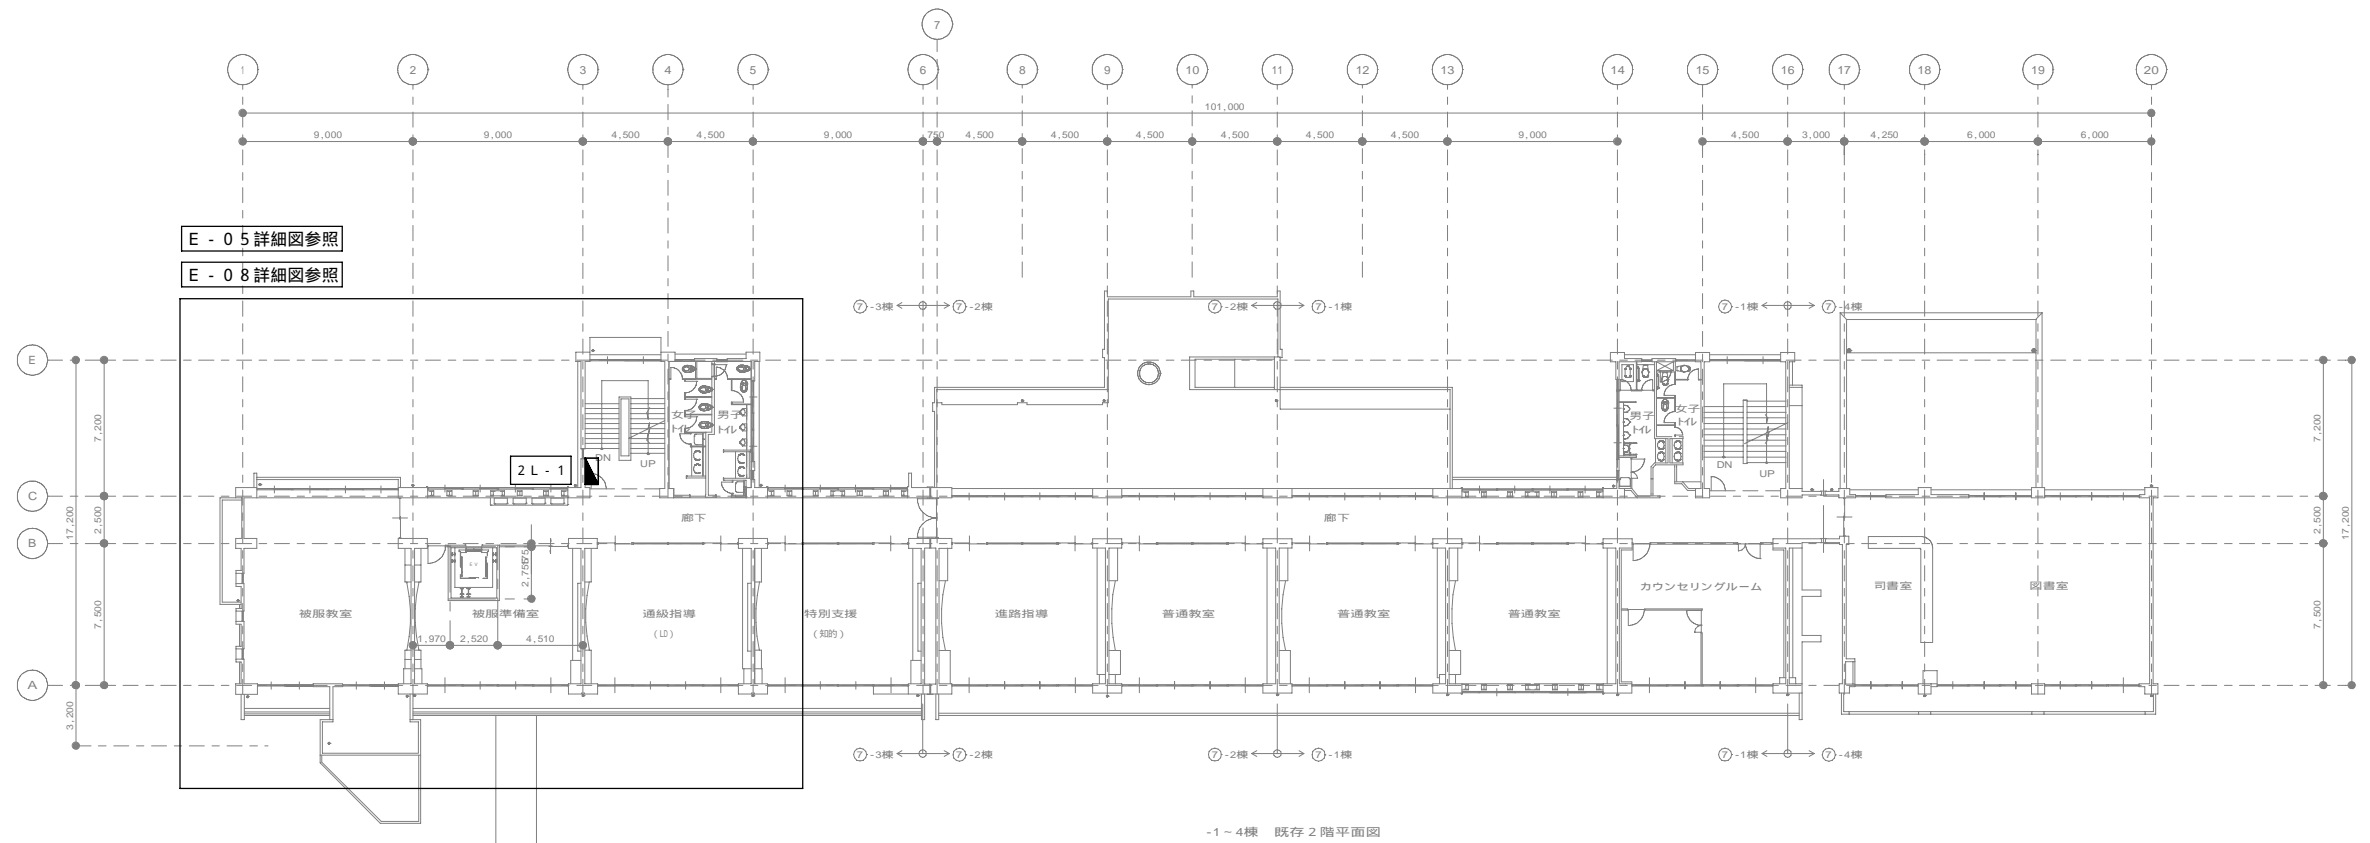 7
1 2 3 4 5 6 8 9 10 11 12 13 14 15 16 17 18 19 20
101,000
9,000 9,000 4,500 4,500 9,000 750 4,500 4,500 4,500 4,500 4,500 4,500 9,000 4,500 3,000 4,250 6,000 6,000
E - 0 5 詳細図参照
E - 0 8 詳細図参照
⑦-3棟 ⑦-2棟 ⑦-2棟 ⑦-1棟 ⑦-1棟 ⑦-4棟
E
7,200
7,200
女子
トイレ
男子
トイレ
男子
トイレ
女子
トイレ
2L-1
DN
UP
DN
UP
C
17,200
2,500
廊下
廊下
2,500
17,200
B
EV
2,755
7,500
被服教室
被服準備室
通級指導
(LD)
特別支援
(知的)
進路指導
普通教室
普通教室
普通教室
カウンセリングルーム
司書室
図書室
7,500
1,970 2,520 4,510
A
3,200
⑦-3棟 ⑦-2棟 ⑦-2棟 ⑦-1棟 ⑦-1棟 ⑦-4棟
-1~4棟 既存2階平面図